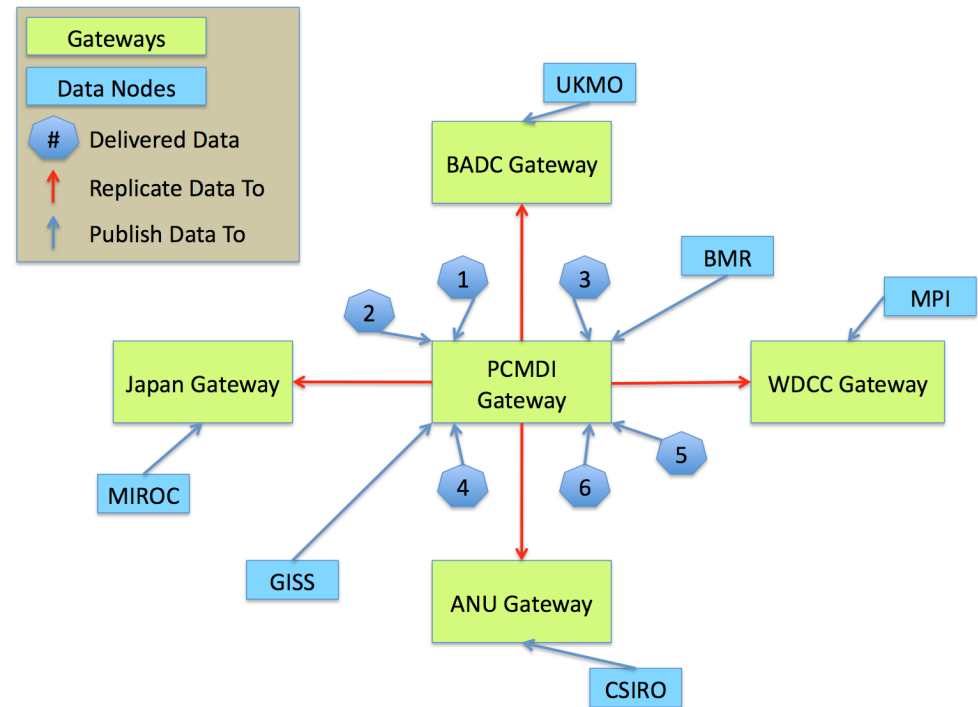 Gateways
Data Nodes
# Delivered Data
Replicate Data To
Publish Data To
UKMO
BADC Gateway
BMR
MPI
1
3
2
Japan Gateway
PCMDI
Gateway
WDCC Gateway
MIROC
4
6
5
GISS
ANU Gateway
CSIRO